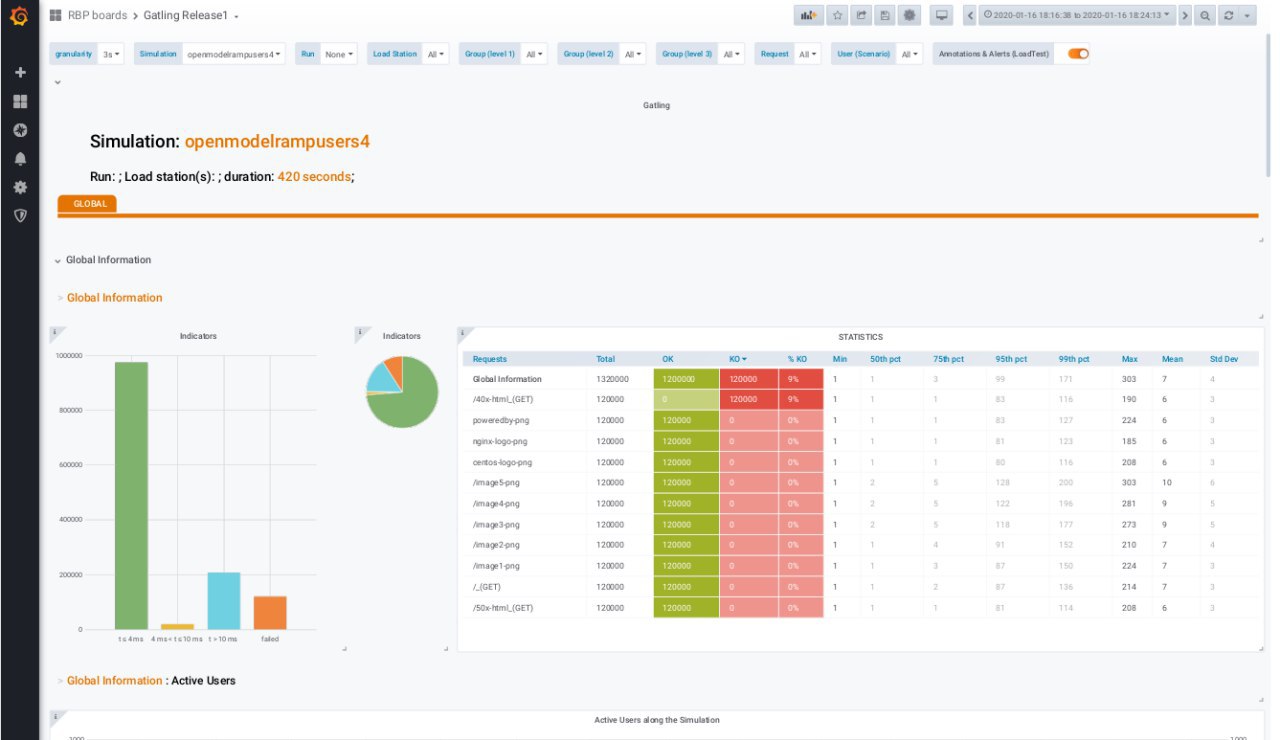 RBP boards > Gatling Release1
2020-01-16 18:16:38 to 2020-01-16 18:24:13
granularity 3s Simulation openmodelrampusers4 Run None Load Station All Group (level 1) All Group (level 2) All Group (level 3) All Request All User (Scenario) All Annotations & Alerts (LoadTest)
Gatling
Simulation: openmodelrampusers4
Run: ; Load station(s): ; duration: 420 seconds;
GLOBAL
Global Information
> Global Information
Indicators
1000000
800000
600000
400000
200000
0
t ≤ 4 ms 4 ms < t ≤ 10 ms t > 10 ms failed
Indicators
STATISTICS
Requests Total OK KO % KO Min 50th pct 75th pct 95th pct 99th pct Max Mean Std Dev
Global Information 1320000 1200000 120000 9% 1 1 3 99 171 303 7 4
/40x-html_(GET) 120000 0 120000 9% 1 1 1 83 116 190 6 3
poweredby-png 120000 120000 0 0% 1 1 1 83 127 224 6 3
nginx-logo-png 120000 120000 0 0% 1 1 1 81 123 185 6 3
centos-logo-png 120000 120000 0 0% 1 1 1 80 116 208 6 3
/image5-png 120000 120000 0 0% 1 2 5 128 200 303 10 6
/image4-png 120000 120000 0 0% 1 2 5 122 196 281 9 5
/image3-png 120000 120000 0 0% 1 2 5 118 177 273 9 5
/image2-png 120000 120000 0 0% 1 1 4 91 152 210 7 4
/image1-png 120000 120000 0 0% 1 1 3 87 150 224 7 3
/_(GET) 120000 120000 0 0% 1 1 2 87 136 214 7 3
/50x-html_(GET) 120000 120000 0 0% 1 1 1 81 114 208 6 3
> Global Information : Active Users
Active Users along the Simulation
1000 1000